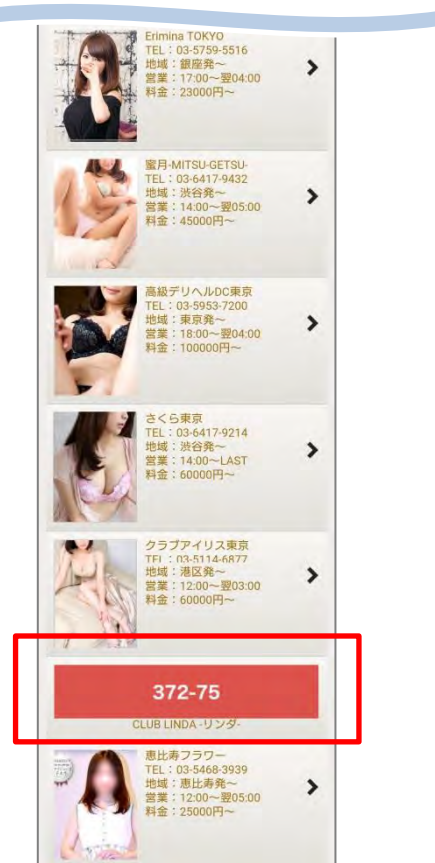 Erimina TOKYO
TEL：03-5759-5516
地域：銀座発～
営業：17:00～翌04:00
料金：23000円～
蜜月-MITSU-GETSU-
TEL：03-6417-9432
地域：渋谷発～
営業：14:00～翌05:00
料金：45000円～
高級デリヘルDC東京
TEL：03-5953-7200
地域：東京発～
営業：18:00～翌04:00
料金：100000円～
さくら東京
TEL：03-6417-9214
地域：渋谷発～
営業：14:00～LAST
料金：60000円～
クラブアイリス東京
TEL：03-5114-6877
地域：港区発～
営業：12:00～翌03:00
料金：60000円～
372-75
CLUB LINDA -リンダ-
恵比寿フラワー
TEL：03-5468-3939
地域：恵比寿発～
営業：12:00～翌05:00
料金：25000円～